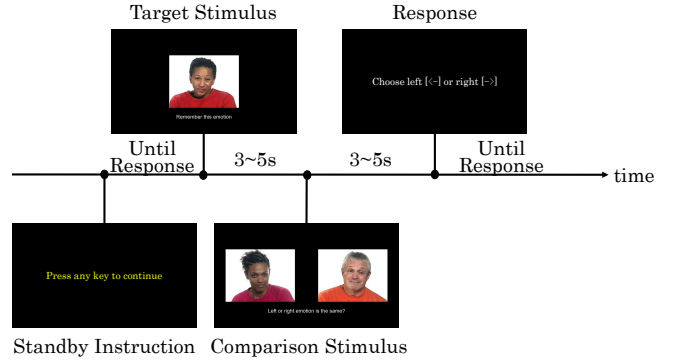 Target Stimulus
Response
Remember this emotion
Choose left [<-] or right [->]
Until
Response
3~5s
3~5s
Until
Response
time
Press any key to continue
Left or right emotion is the same?
Standby Instruction
Comparison Stimulus